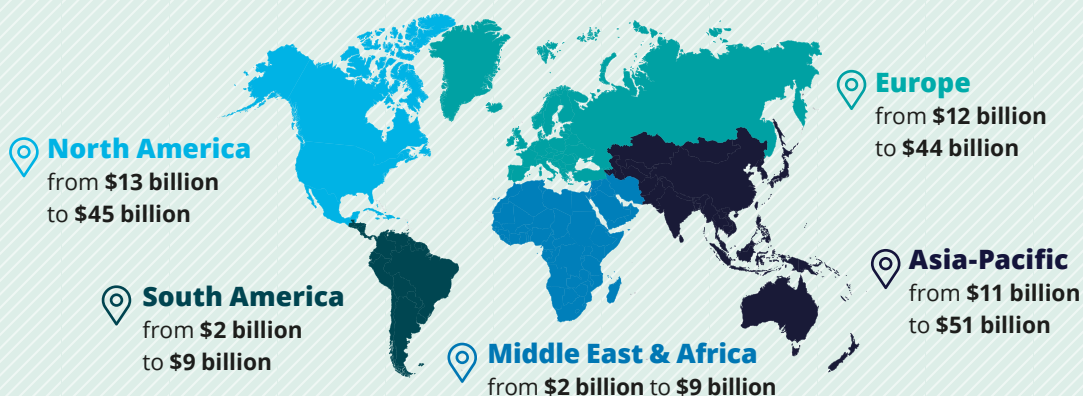 North America
from $13 billion
to $45 billion
South America
from $2 billion
to $9 billion
Middle East & Africa
from $2 billion to $9 billion
Europe
from $12 billion
to $44 billion
Asia-Pacific
from $11 billion
to $51 billion